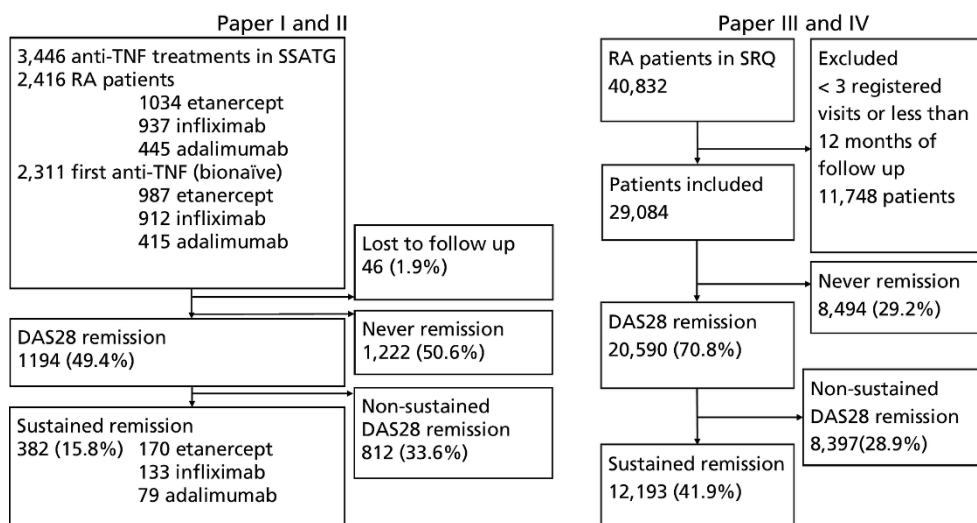 Paper I and II
3,446 anti-TNF treatments in SSATG
2,416 RA patients
1034 etanercept
937 infliximab
445 adalimumab
2,311 first anti-TNF (bionaïve)
987 etanercept
912 infliximab
415 adalimumab
Lost to follow up
46 (1.9%)
Never remission
1,222 (50.6%)
DAS28 remission
1194 (49.4%)
Non-sustained
DAS28 remission
812 (33.6%)
Sustained remission
382 (15.8%) 170 etanercept
133 infliximab
79 adalimumab
Paper III and IV
RA patients in SRQ
40,832
Excluded
< 3 registered
visits or less than
12 months of
follow up
11,748 patients
Patients included
29,084
Never remission
8,494 (29.2%)
DAS28 remission
20,590 (70.8%)
Non-sustained
DAS28 remission
8,397(28.9%)
Sustained remission
12,193 (41.9%)